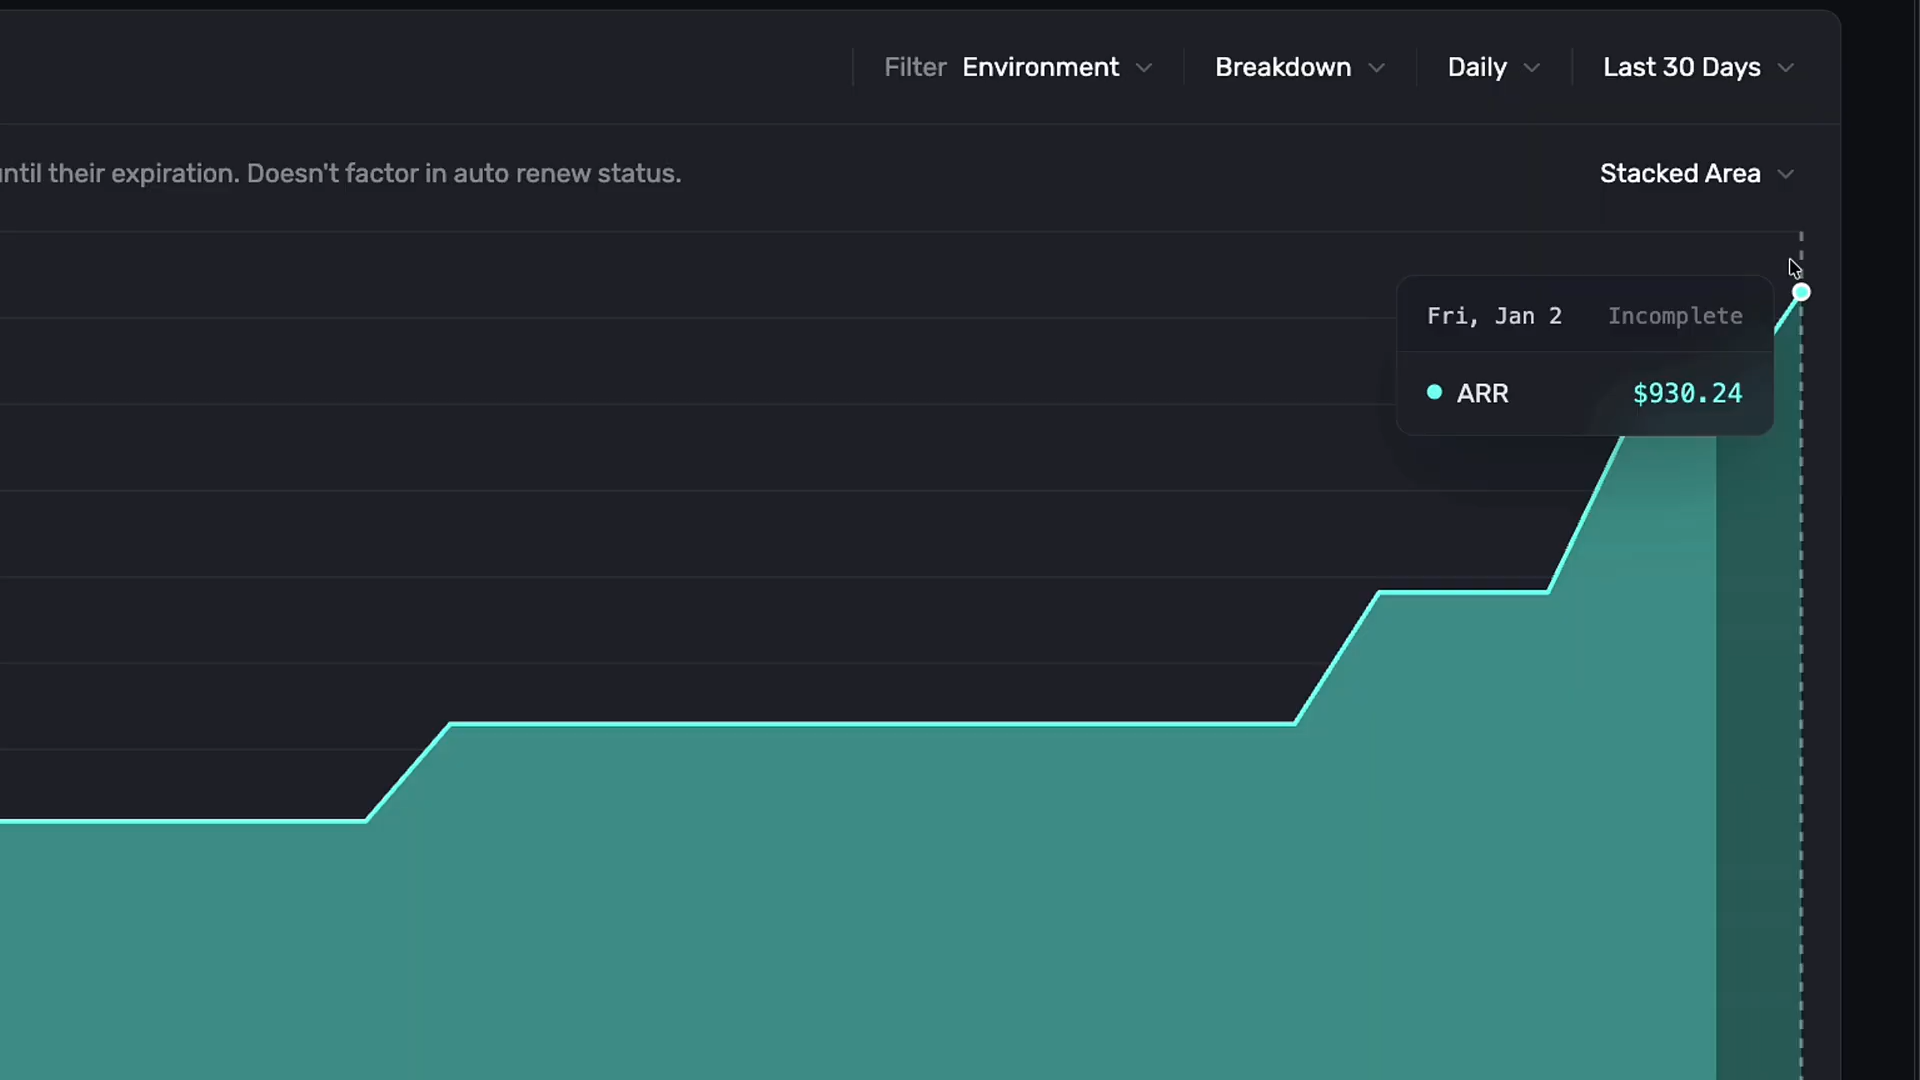 Filter Environment Breakdown Daily Last 30 Days
until their expiration. Doesn't factor in auto renew status.
Stacked Area
Fri, Jan 2 Incomplete
ARR $930.24